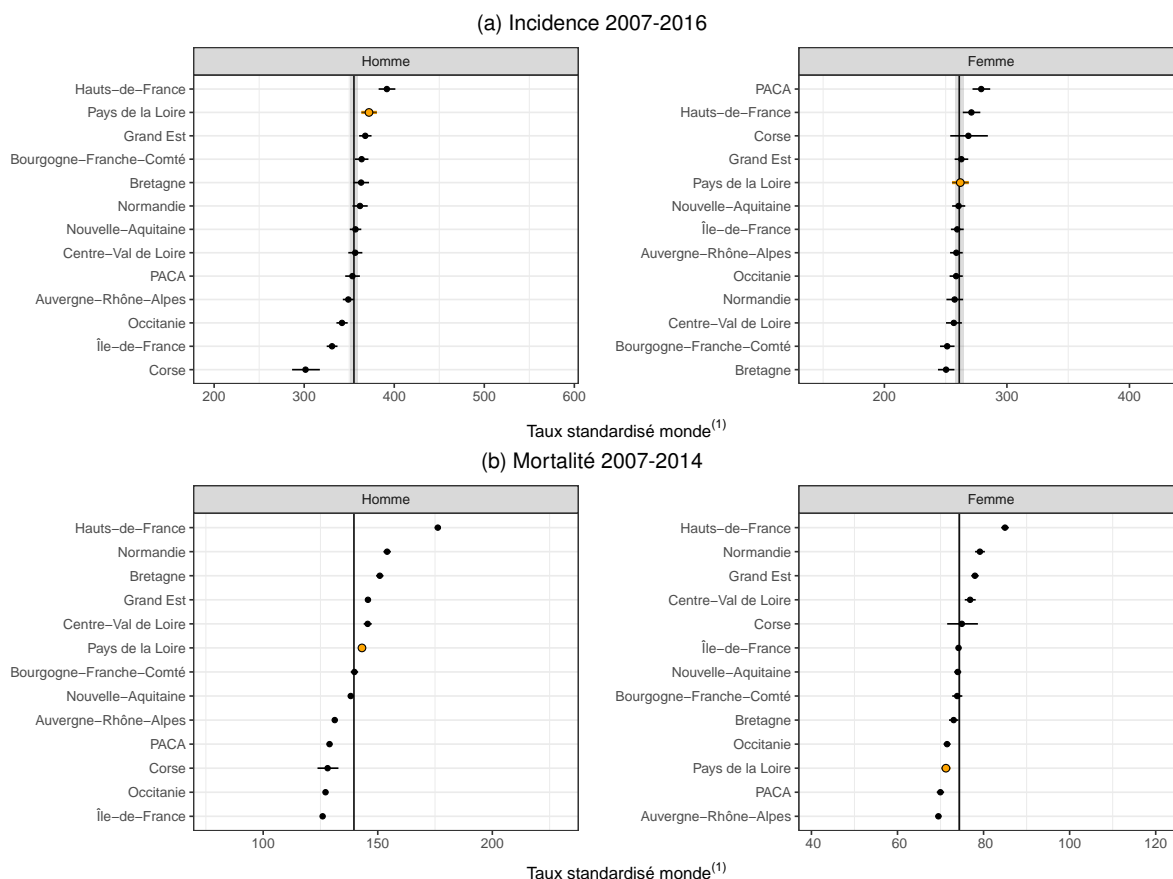 (a) Incidence 2007-2016
Homme
Hauts−de−France
Pays de la Loire
Grand Est
Bourgogne−Franche−Comté
Bretagne
Normandie
Nouvelle−Aquitaine
Centre−Val de Loire
PACA
Auvergne−Rhône−Alpes
Occitanie
Île−de−France
Corse
200 300 400 500 600
Femme
PACA
Hauts−de−France
Corse
Grand Est
Pays de la Loire
Nouvelle−Aquitaine
Île−de−France
Auvergne−Rhône−Alpes
Occitanie
Normandie
Centre−Val de Loire
Bourgogne−Franche−Comté
Bretagne
200 300 400
Taux standardisé monde(1)
(b) Mortalité 2007-2014
Homme
Hauts−de−France
Normandie
Bretagne
Grand Est
Centre−Val de Loire
Pays de la Loire
Bourgogne−Franche−Comté
Nouvelle−Aquitaine
Auvergne−Rhône−Alpes
PACA
Corse
Occitanie
Île−de−France
100 150 200
Femme
Hauts−de−France
Normandie
Grand Est
Centre−Val de Loire
Corse
Île−de−France
Nouvelle−Aquitaine
Bourgogne−Franche−Comté
Bretagne
Occitanie
Pays de la Loire
PACA
Auvergne−Rhône−Alpes
40 60 80 100 120
Taux standardisé monde(1)